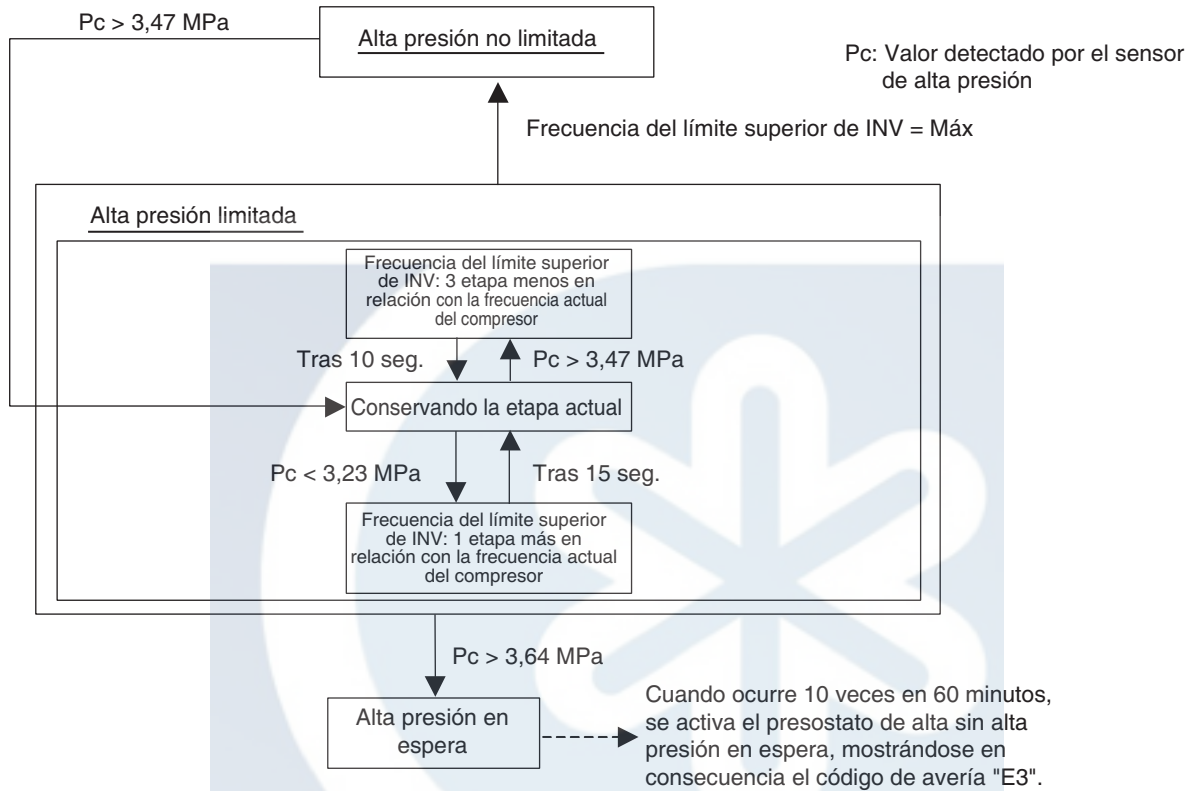 Pc > 3,47 MPa
Alta presión no limitada
Pc: Valor detectado por el sensor
de alta presión
Frecuencia del límite superior de INV = Máx
Alta presión limitada
Frecuencia del límite superior
de INV: 3 etapa menos en
relación con la frecuencia actual
del compresor
Tras 10 seg.
Pc > 3,47 MPa
Conservando la etapa actual
Pc < 3,23 MPa
Tras 15 seg.
Frecuencia del límite superior
de INV: 1 etapa más en
relación con la frecuencia actual
del compresor
Pc > 3,64 MPa
Alta presión en
espera
Cuando ocurre 10 veces en 60 minutos,
se activa el presostato de alta sin alta
presión en espera, mostrándose en
consecuencia el código de avería "E3".